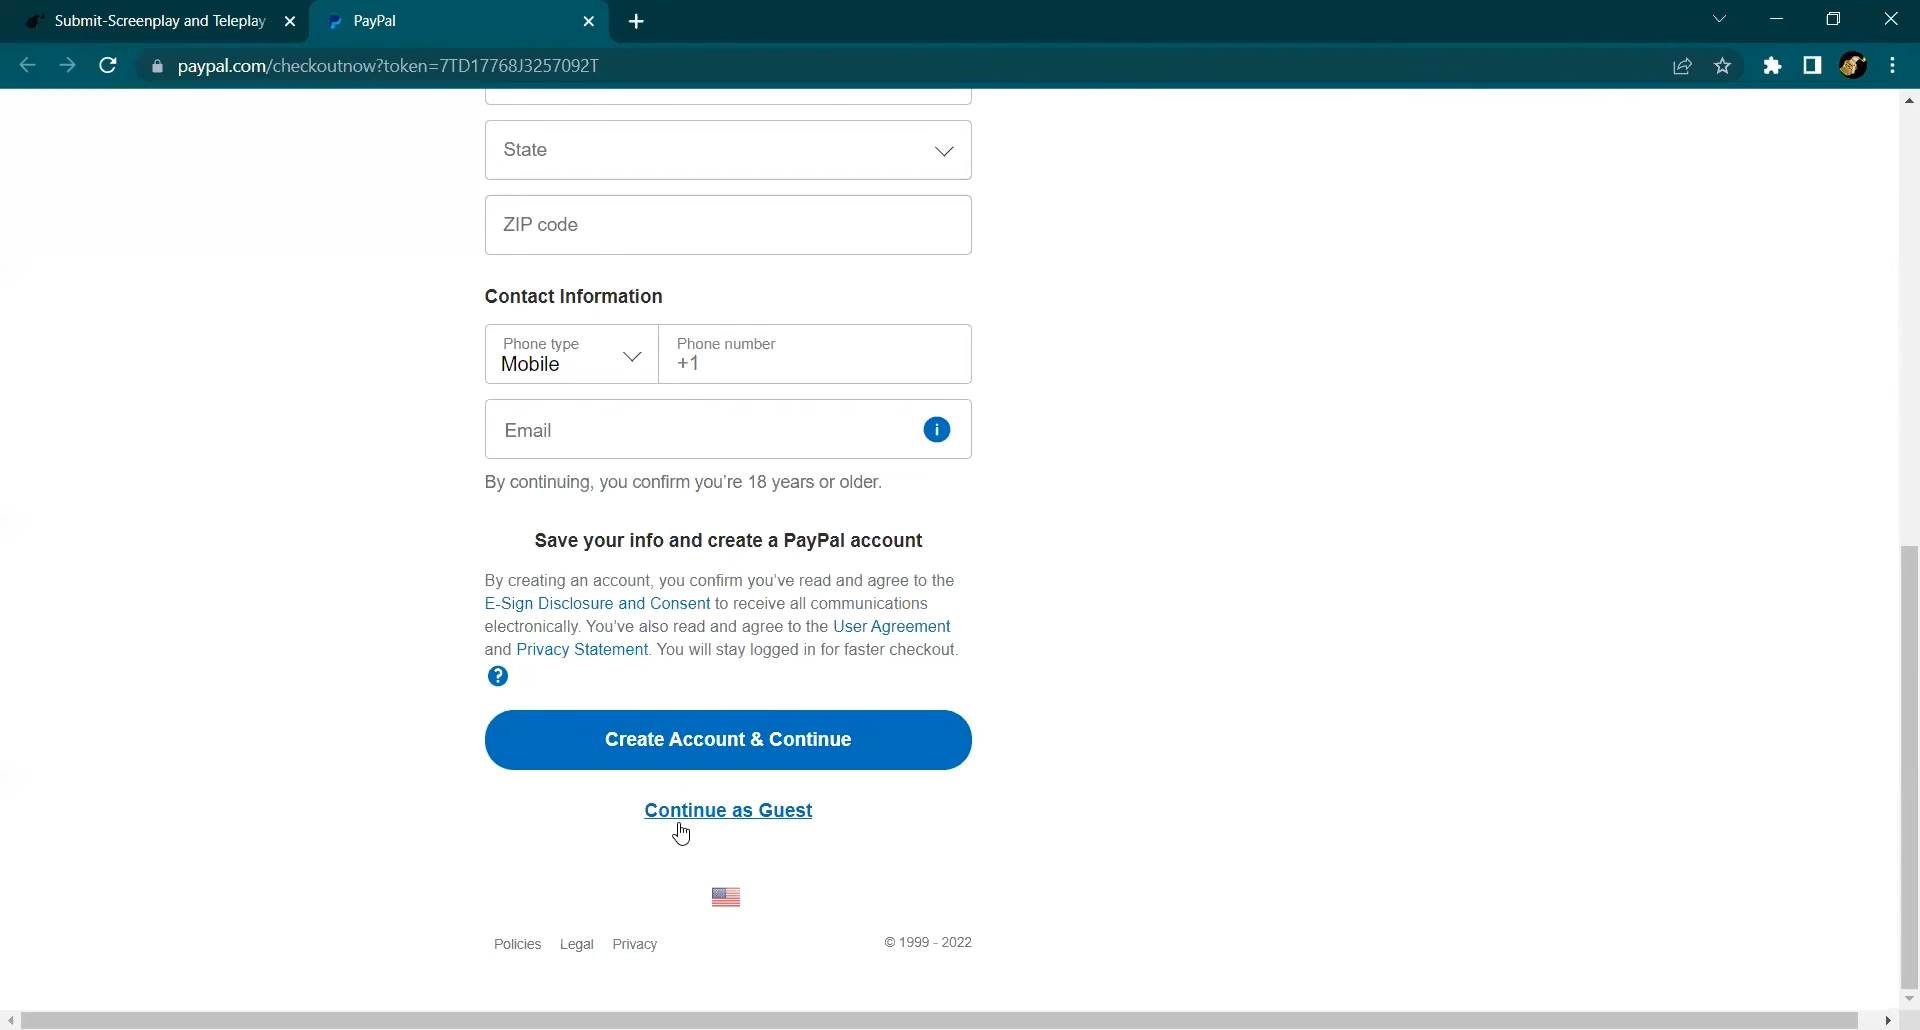 Submit-Screenplay and Teleplay
PayPal
paypal.com/checkoutnow?token=7TD17768J3257092T
State
ZIP code
Contact Information
Phone type
Mobile
Phone number
+1
Email
By continuing, you confirm you're 18 years or older.
Save your info and create a PayPal account
By creating an account, you confirm you've read and agree to the
E-Sign Disclosure and Consent to receive all communications
electronically. You've also read and agree to the User Agreement
and Privacy Statement. You will stay logged in for faster checkout.
?
Create Account & Continue
Continue as Guest
Policies Legal Privacy
© 1999 - 2022